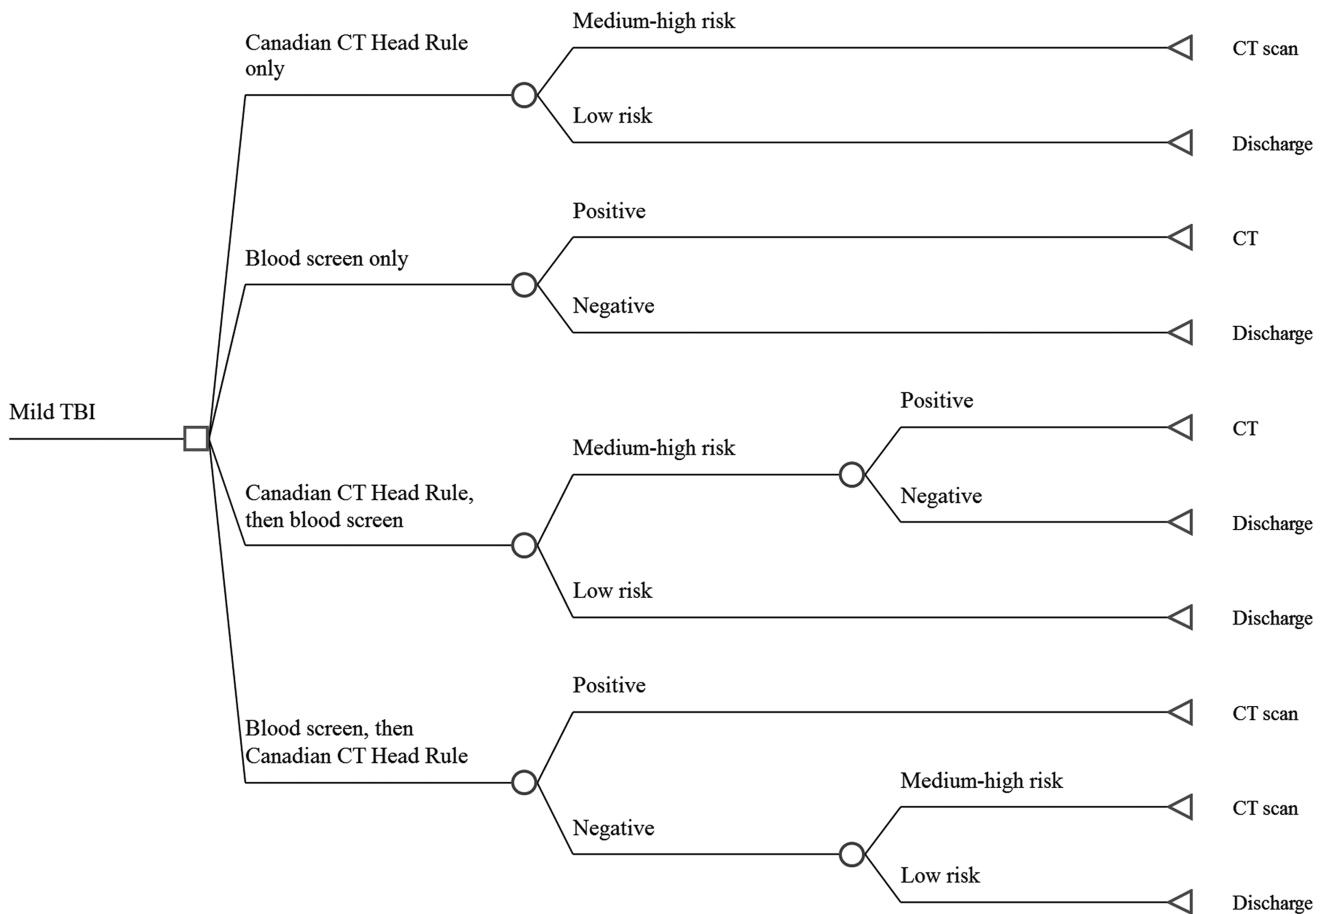 Medium-high risk
Canadian CT Head Rule
only
CT scan
Low risk
Discharge
Positive
CT
Blood screen only
Negative
Discharge
Mild TBI
Positive
CT
Medium-high risk
Canadian CT Head Rule,
then blood screen
Negative
Discharge
Low risk
Discharge
Positive
CT scan
Blood screen, then
Canadian CT Head Rule
Medium-high risk
CT scan
Negative
Low risk
Discharge